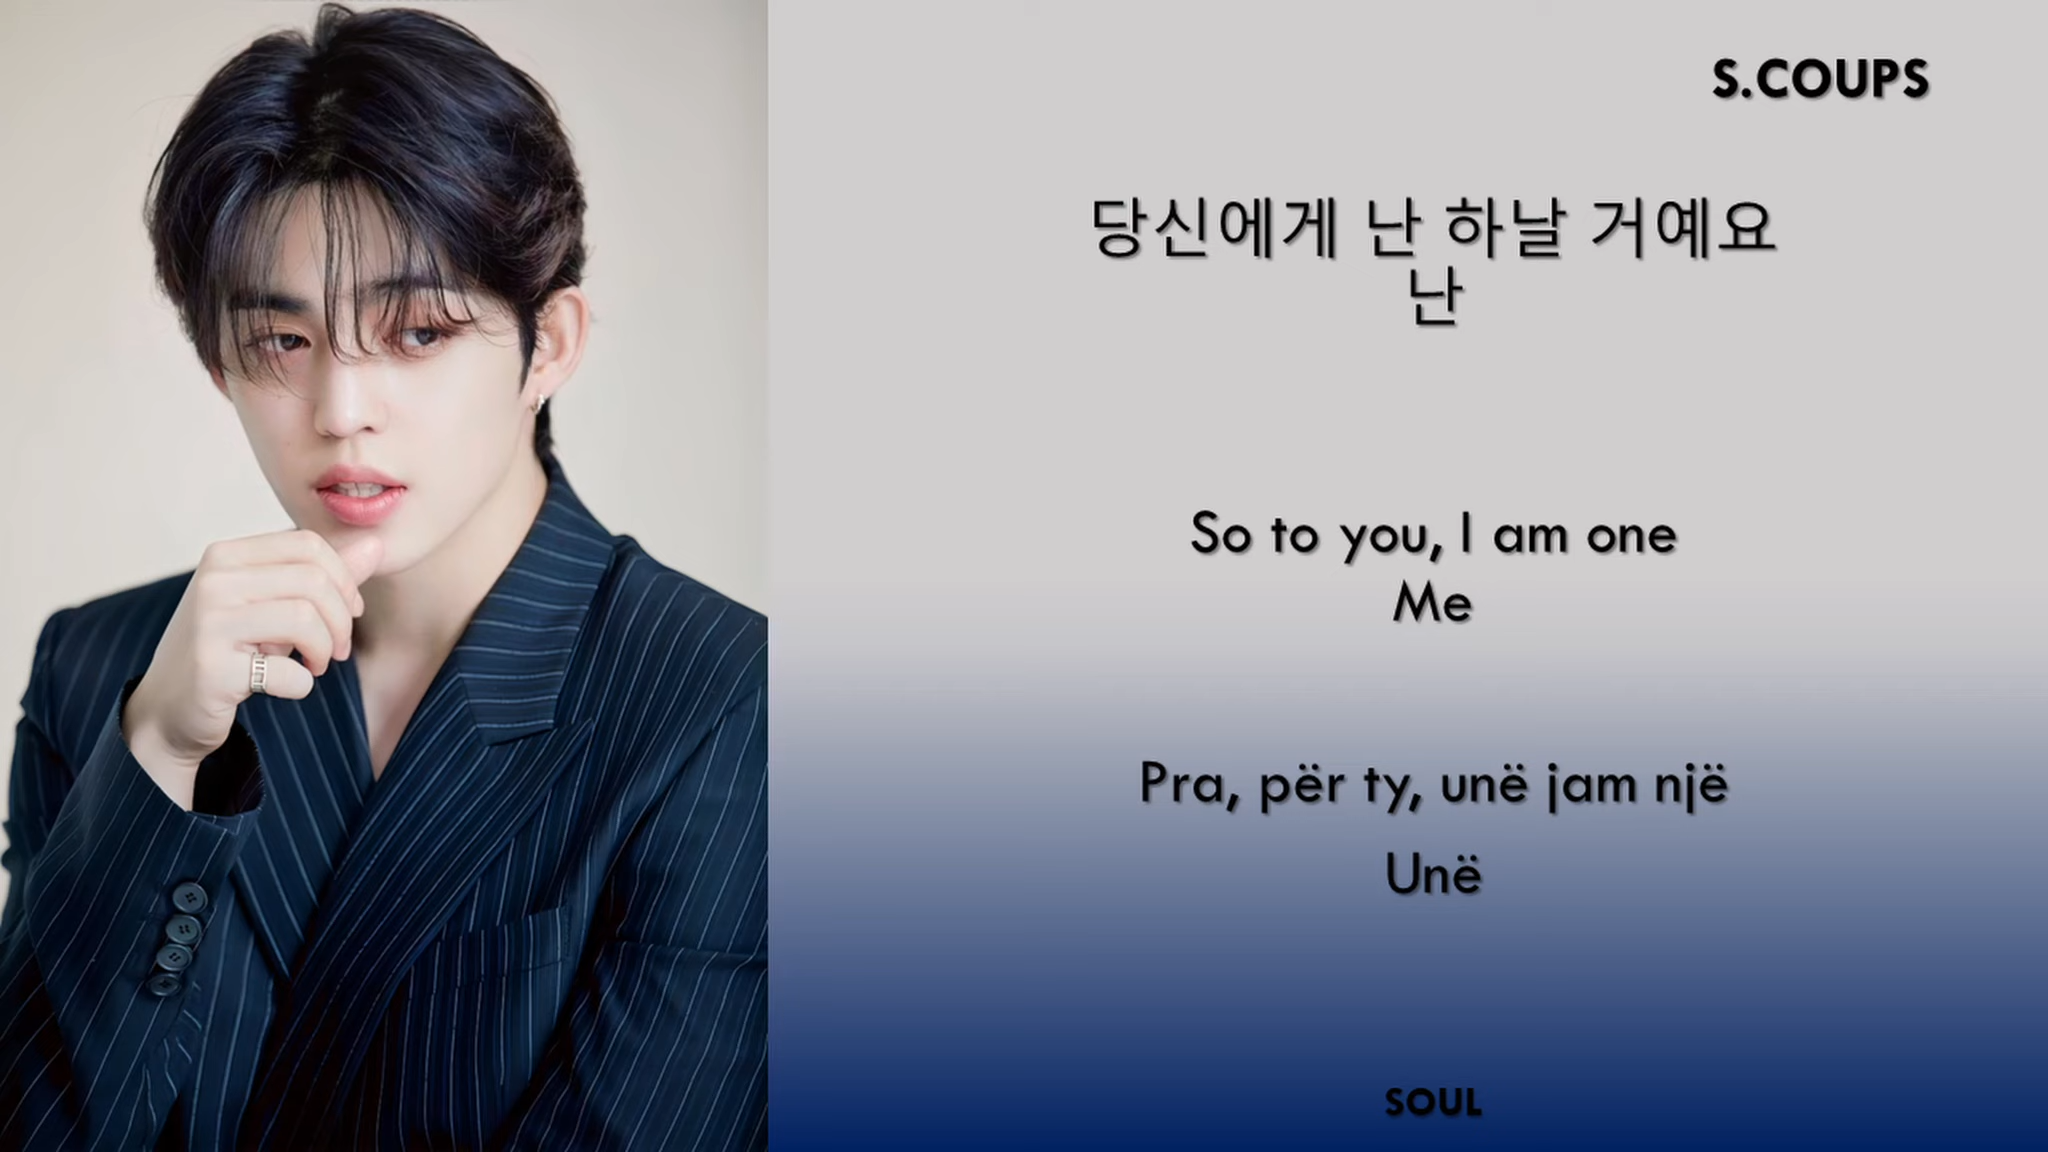 S.COUPS
당신에게 난 하날 거예요
난
So to you, I am one
Me
Pra, për ty, unë jam një
Unë
SOUL